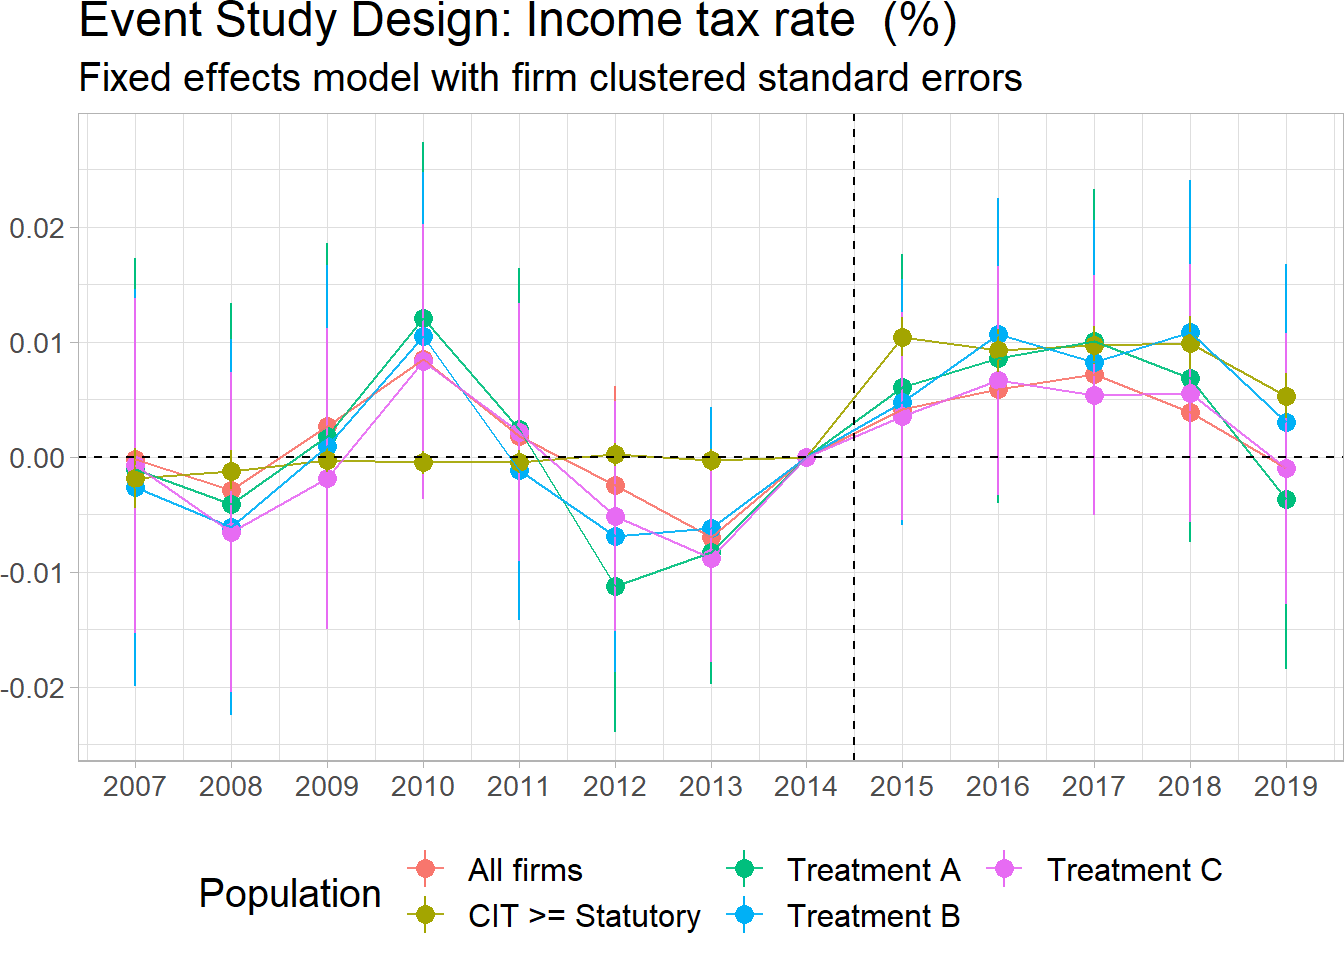 Event Study Design: Income tax rate  (%)
Fixed effects model with firm clustered standard errors
0.02
0.01
0.00
-0.01
-0.02
2007 2008 2009 2010 2011 2012 2013 2014 2015 2016 2017 2018 2019
Population
All firms Treatment A Treatment C
CIT >= Statutory Treatment B